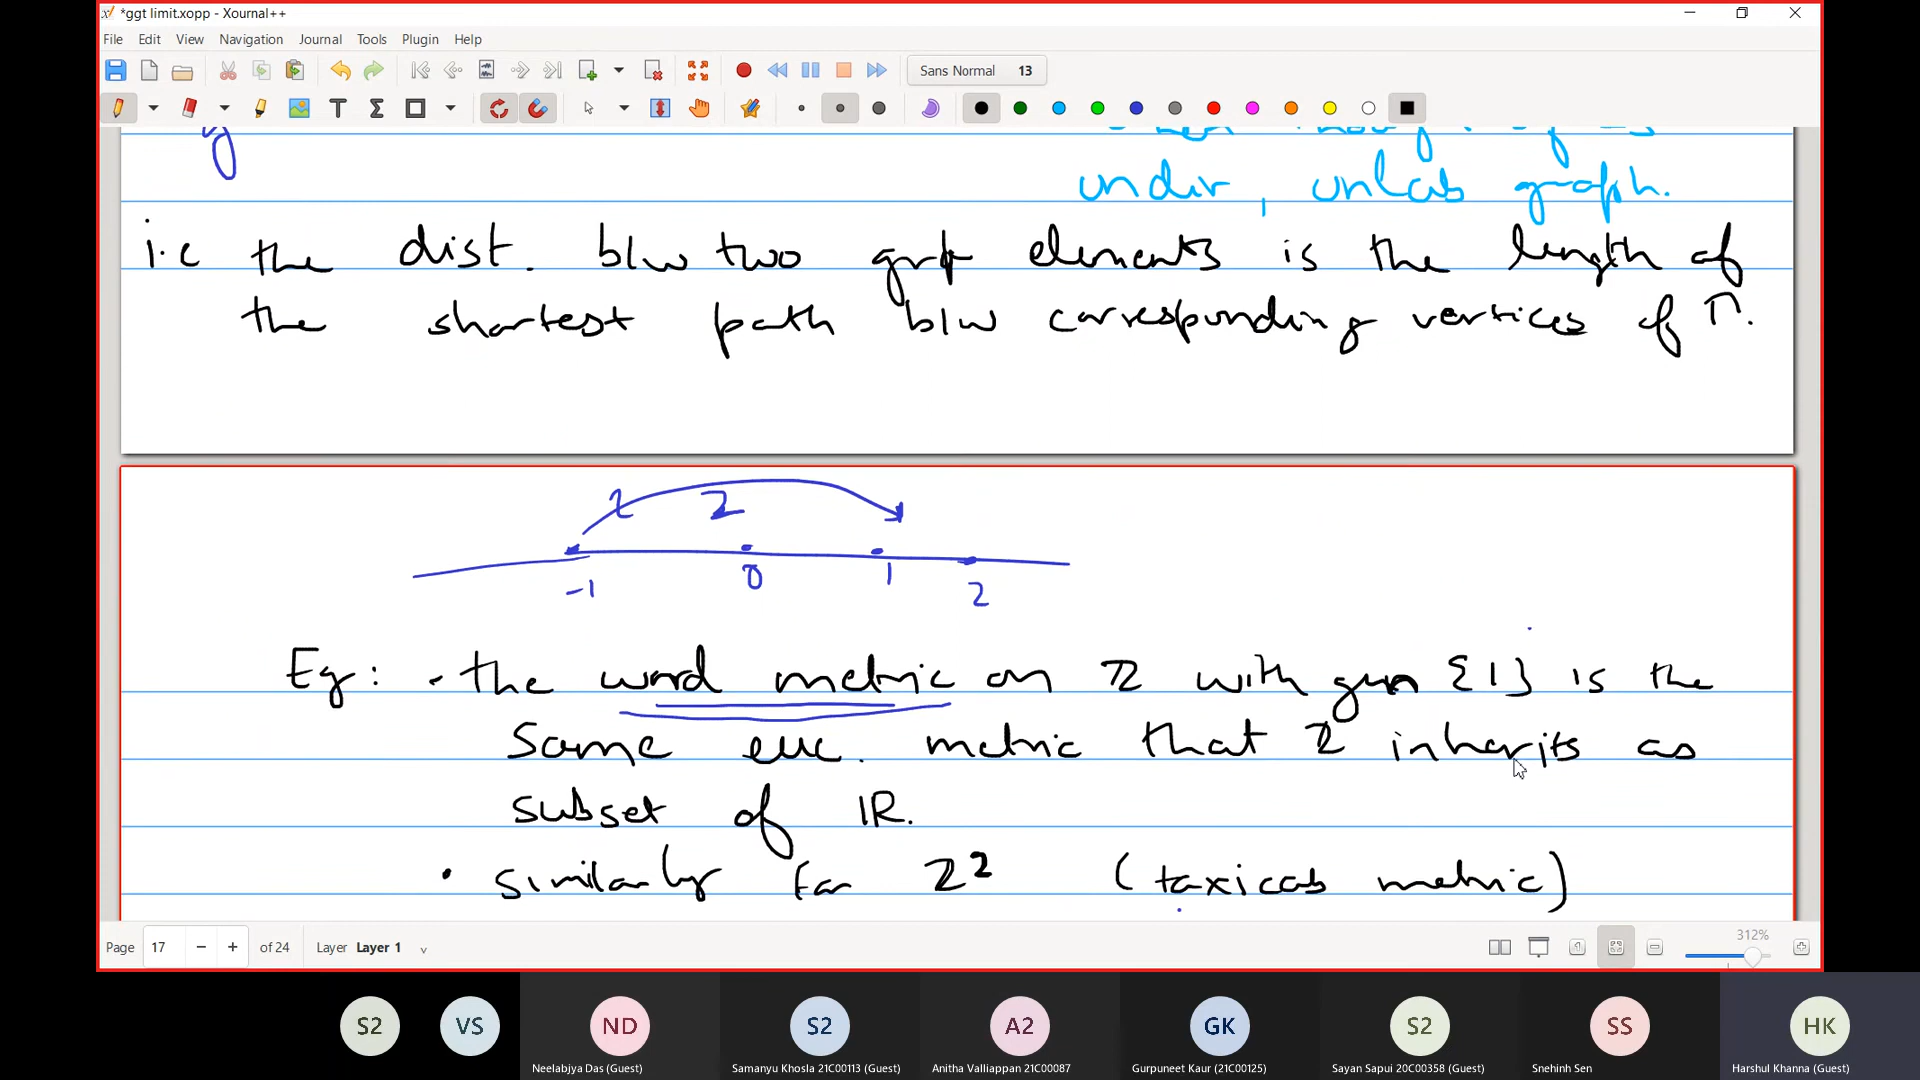 *ggt limit.xopp - Xournal++
File Edit View Navigation Journal Tools Plugin Help
Sans Normal 13
undir, unlab graph.
i.e the dist. b/w two grp elements is the length of
the shortest path b/w corresponding vertices of Γ.
2 ℤ
-1 0 1 2
Eg: • the word metric on ℤ with gen {1} is the
same euc. metric that ℤ inherits as
subset of ℝ.
• similarly for ℤ² (taxicab metric)
Page 17 - + of 24 Layer Layer 1 312%
S2 VS ND S2 A2 GK S2 SS HK
Neelabjya Das (Guest) Samanyu Khosla 21C00113 (Guest) Anitha Valliappan 21C00087 Gurpuneet Kaur (21C00125) Sayan Sapui 20C00358 (Guest) Snehinh Sen Harshul Khanna (Guest)